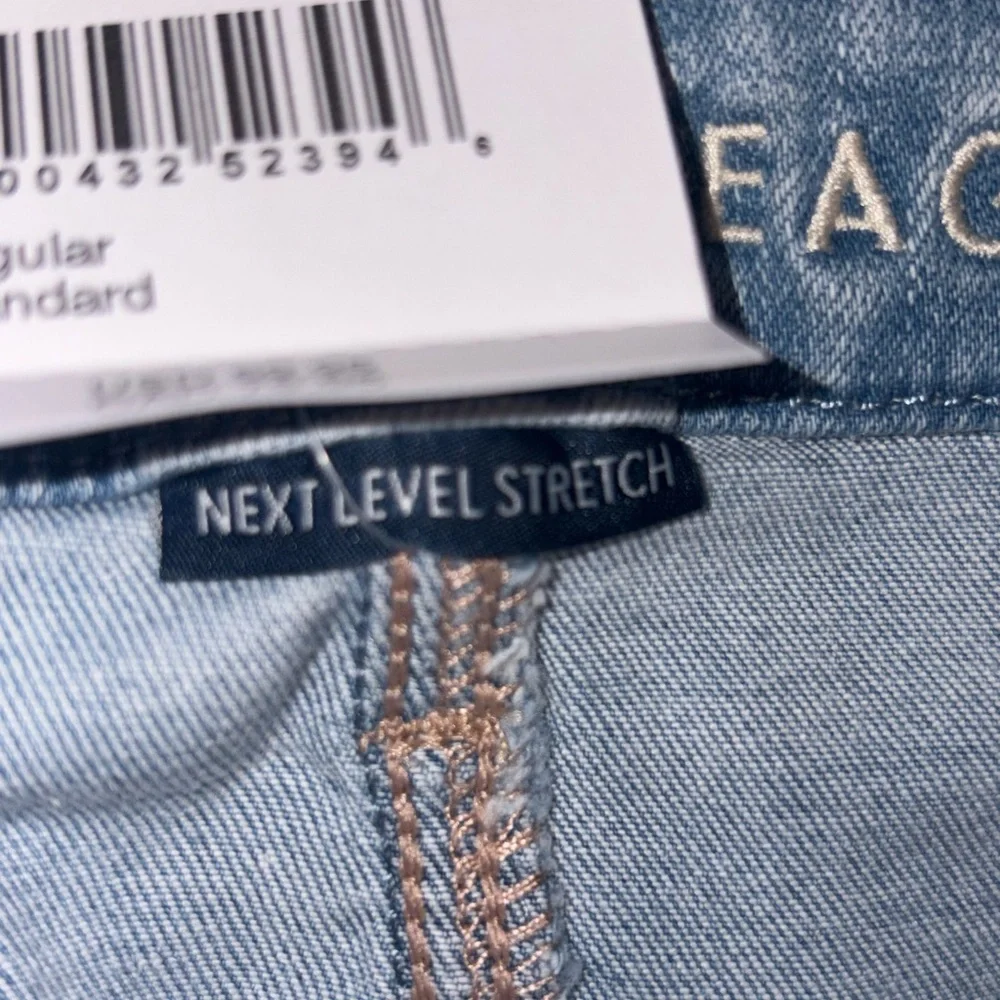 00432 52394 6
EAG
gular
ndard
NEXT LEVEL STRETCH